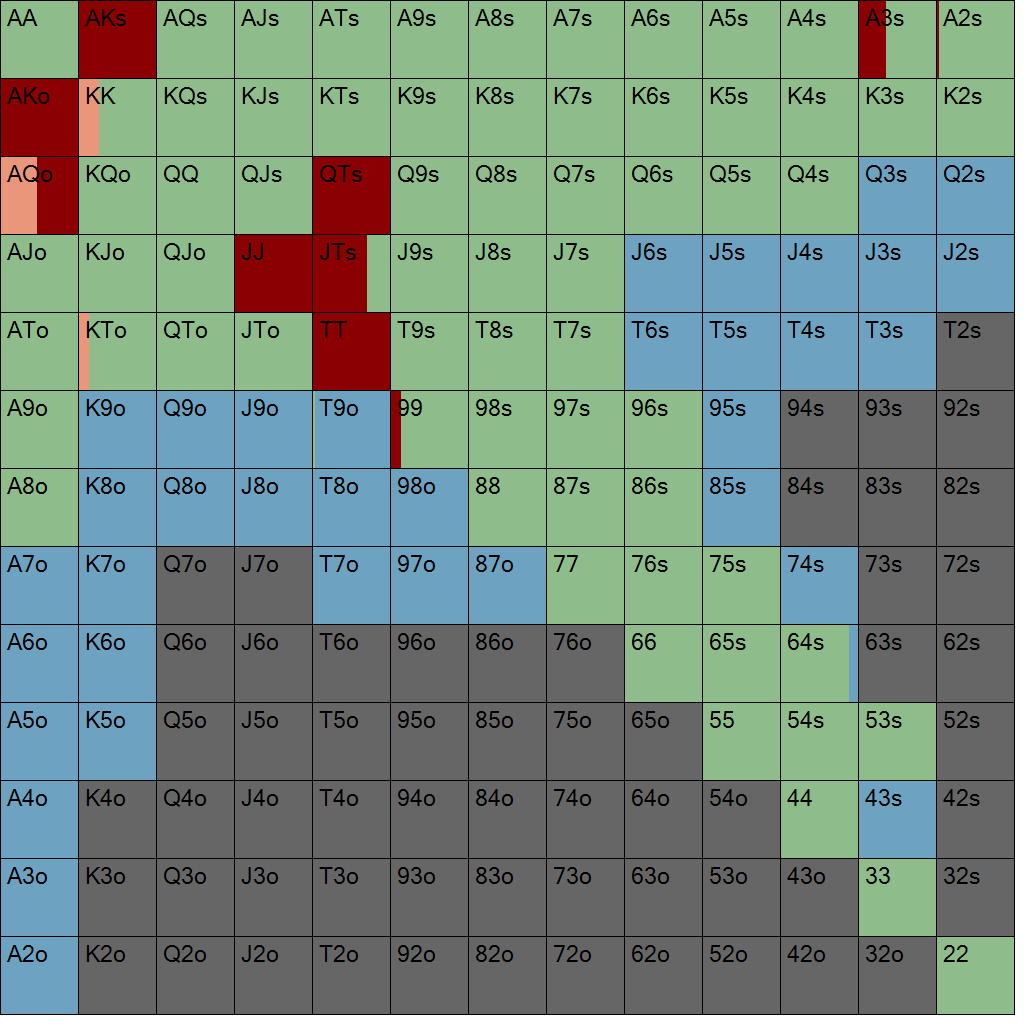 AA AKs AQs AJs ATs A9s A8s A7s A6s A5s A4s A3s A2s
AKo KK KQs KJs KTs K9s K8s K7s K6s K5s K4s K3s K2s
AQo KQo QQ QJs QTs Q9s Q8s Q7s Q6s Q5s Q4s Q3s Q2s
AJo KJo QJo JJ JTs J9s J8s J7s J6s J5s J4s J3s J2s
ATo KTo QTo JTo TT T9s T8s T7s T6s T5s T4s T3s T2s
A9o K9o Q9o J9o T9o 99 98s 97s 96s 95s 94s 93s 92s
A8o K8o Q8o J8o T8o 98o 88 87s 86s 85s 84s 83s 82s
A7o K7o Q7o J7o T7o 97o 87o 77 76s 75s 74s 73s 72s
A6o K6o Q6o J6o T6o 96o 86o 76o 66 65s 64s 63s 62s
A5o K5o Q5o J5o T5o 95o 85o 75o 65o 55 54s 53s 52s
A4o K4o Q4o J4o T4o 94o 84o 74o 64o 54o 44 43s 42s
A3o K3o Q3o J3o T3o 93o 83o 73o 63o 53o 43o 33 32s
A2o K2o Q2o J2o T2o 92o 82o 72o 62o 52o 42o 32o 22